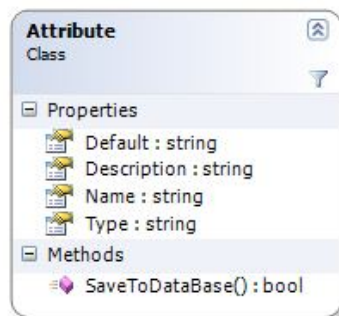 Attribute
Class
Properties
Default : string
Description : string
Name : string
Type : string
Methods
SaveToDataBase() : bool